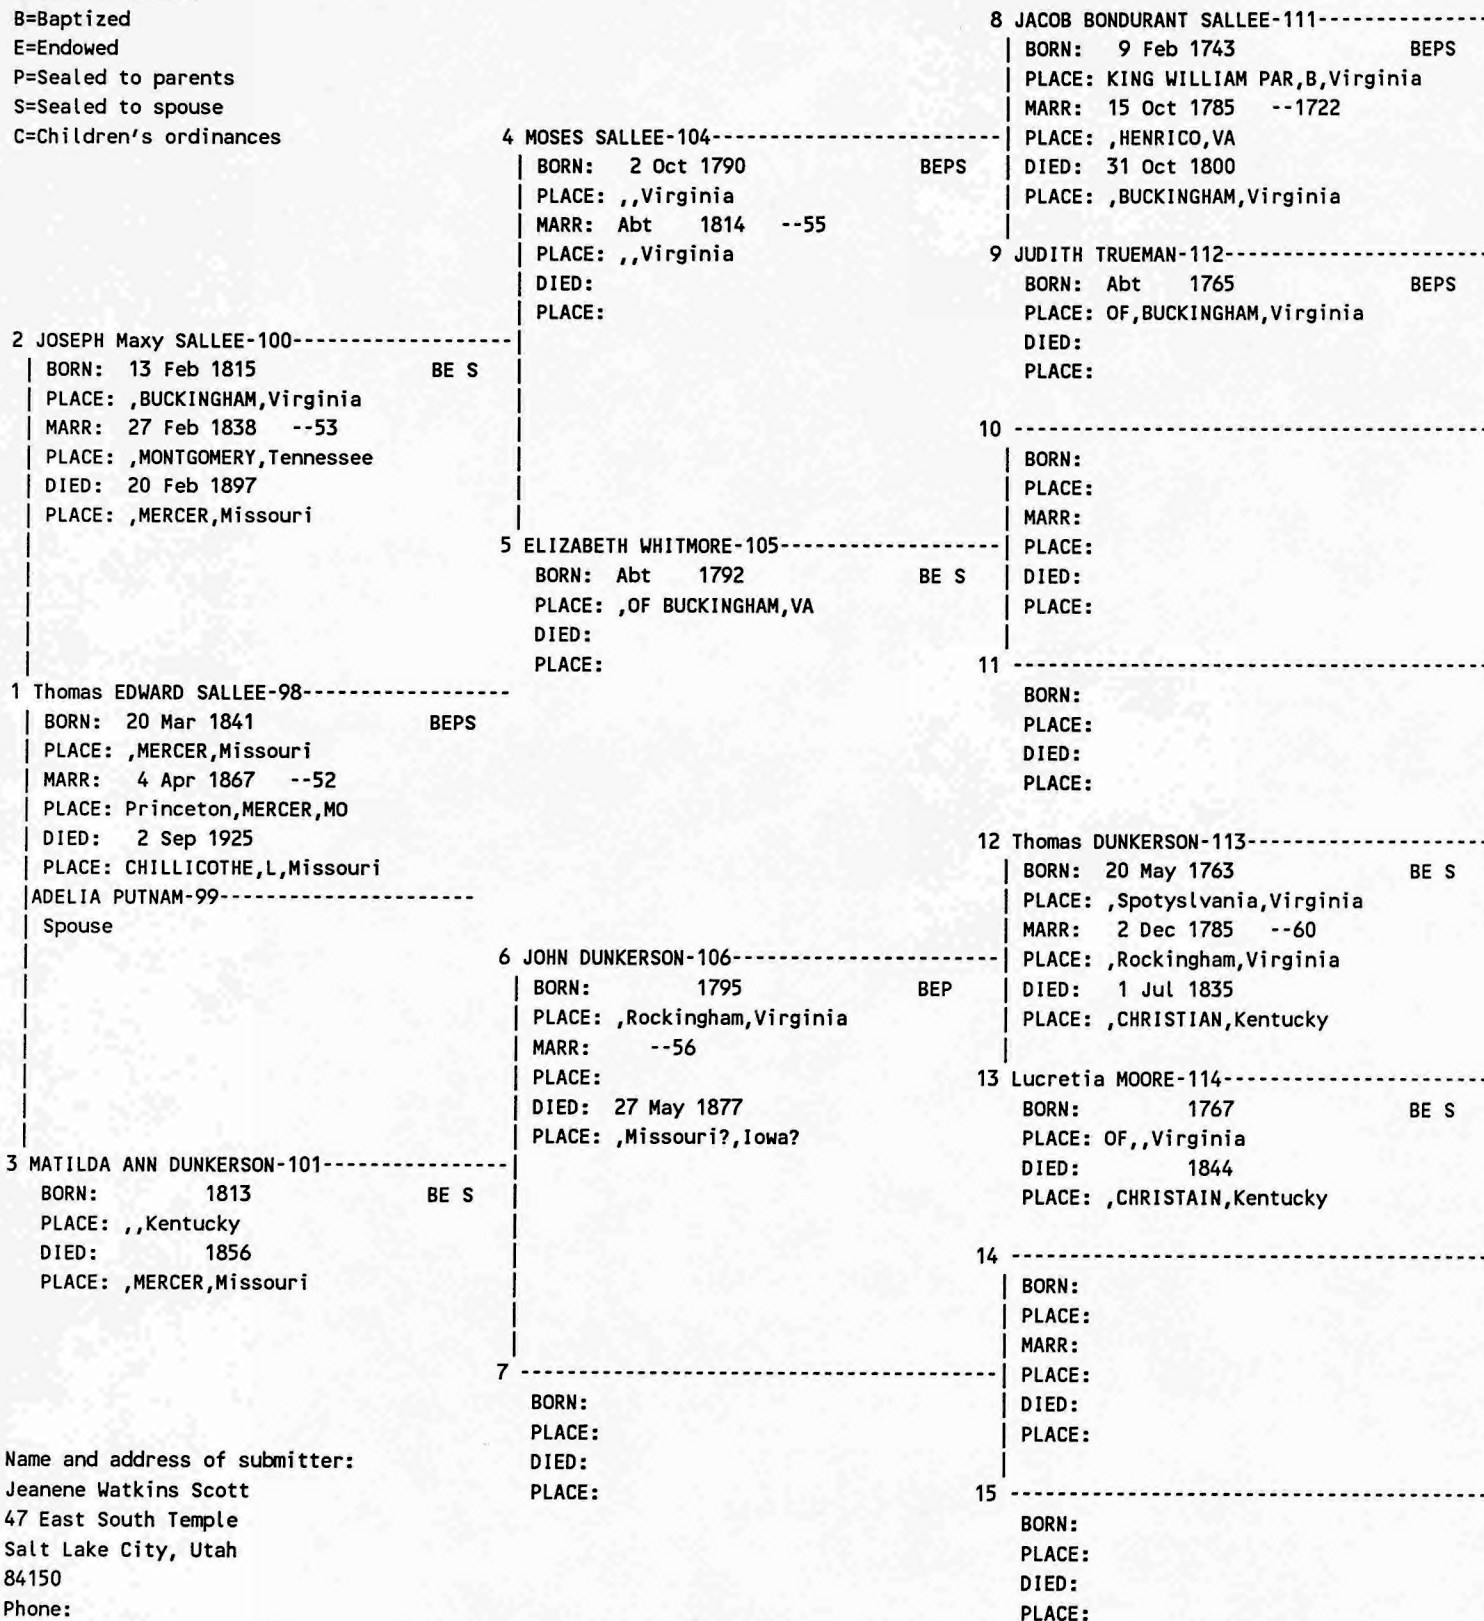 B=Baptized
E=Endowed
P=Sealed to parents
S=Sealed to spouse
C=Children's ordinances
8 JACOB BONDURANT SALLEE-111---------------
BORN: 9 Feb 1743 BEPS
PLACE: KING WILLIAM PAR,B,Virginia
MARR: 15 Oct 1785 --1722
PLACE: ,HENRICO,VA
DIED: 31 Oct 1800
PLACE: ,BUCKINGHAM,Virginia
4 MOSES SALLEE-104-------------------------
BORN: 2 Oct 1790 BEPS
PLACE: ,,Virginia
MARR: Abt 1814 --55
PLACE: ,,Virginia
DIED:
PLACE:
9 JUDITH TRUEMAN-112-----------------------
BORN: Abt 1765 BEPS
PLACE: OF,BUCKINGHAM,Virginia
DIED:
PLACE:
2 JOSEPH Maxy SALLEE-100-------------------
BORN: 13 Feb 1815 BE S
PLACE: ,BUCKINGHAM,Virginia
MARR: 27 Feb 1838 --53
PLACE: ,MONTGOMERY,Tennessee
DIED: 20 Feb 1897
PLACE: ,MERCER,Missouri
10 -----------------------------------------
BORN:
PLACE:
MARR:
PLACE:
DIED:
PLACE:
5 ELIZABETH WHITMORE-105-------------------
BORN: Abt 1792 BE S
PLACE: ,OF BUCKINGHAM,VA
DIED:
PLACE:
11 -----------------------------------------
BORN:
PLACE:
DIED:
PLACE:
1 Thomas EDWARD SALLEE-98------------------
BORN: 20 Mar 1841 BEPS
PLACE: ,MERCER,Missouri
MARR: 4 Apr 1867 --52
PLACE: Princeton,MERCER,MO
DIED: 2 Sep 1925
PLACE: CHILLICOTHE,L,Missouri
ADELIA PUTNAM-99----------------------
Spouse
12 Thomas DUNKERSON-113---------------------
BORN: 20 May 1763 BE S
PLACE: ,Spotyslvania,Virginia
MARR: 2 Dec 1785 --60
PLACE: ,Rockingham,Virginia
DIED: 1 Jul 1835
PLACE: ,CHRISTIAN,Kentucky
6 JOHN DUNKERSON-106-----------------------
BORN: 1795 BEP
PLACE: ,Rockingham,Virginia
MARR: --56
PLACE:
DIED: 27 May 1877
PLACE: ,Missouri?,Iowa?
13 Lucretia MOORE-114-----------------------
BORN: 1767 BE S
PLACE: OF,,Virginia
DIED: 1844
PLACE: ,CHRISTAIN,Kentucky
3 MATILDA ANN DUNKERSON-101----------------
BORN: 1813 BE S
PLACE: ,,Kentucky
DIED: 1856
PLACE: ,MERCER,Missouri
14 -----------------------------------------
BORN:
PLACE:
MARR:
PLACE:
DIED:
PLACE:
7 -----------------------------------------
BORN:
PLACE:
DIED:
PLACE:
15 -----------------------------------------
BORN:
PLACE:
DIED:
PLACE:
Name and address of submitter:
Jeanene Watkins Scott
47 East South Temple
Salt Lake City, Utah
84150
Phone: